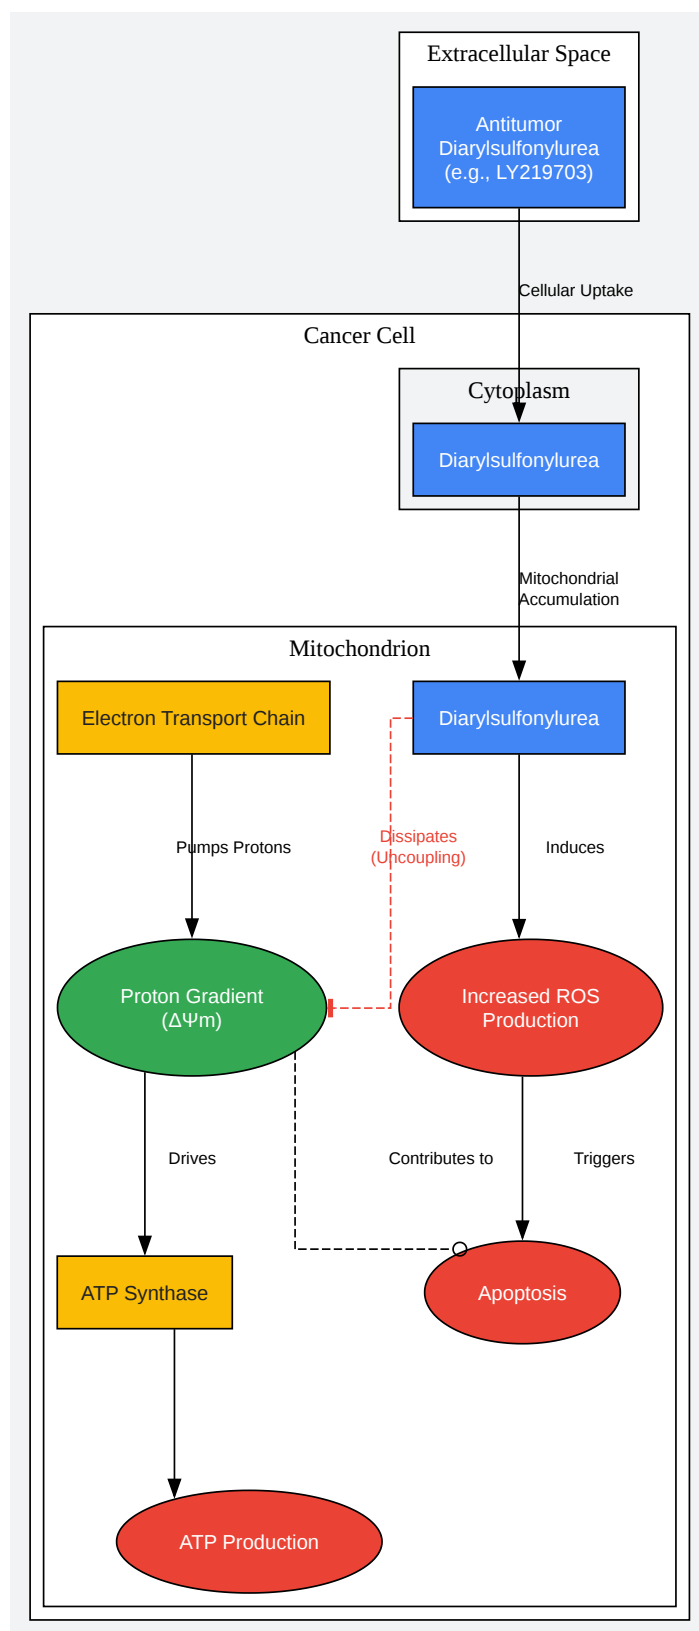 Extracellular Space
Antitumor
Diarylsulfonylurea
(e.g., LY219703)
Cellular Uptake
Cancer Cell
Cytoplasm
Diarylsulfonylurea
Mitochondrial
Accumulation
Mitochondrion
Electron Transport Chain
Diarylsulfonylurea
Pumps Protons
Dissipates
(Uncoupling)
Induces
Proton Gradient
(ΔΨm)
Increased ROS
Production
Drives
Contributes to
Triggers
ATP Synthase
Apoptosis
ATP Production